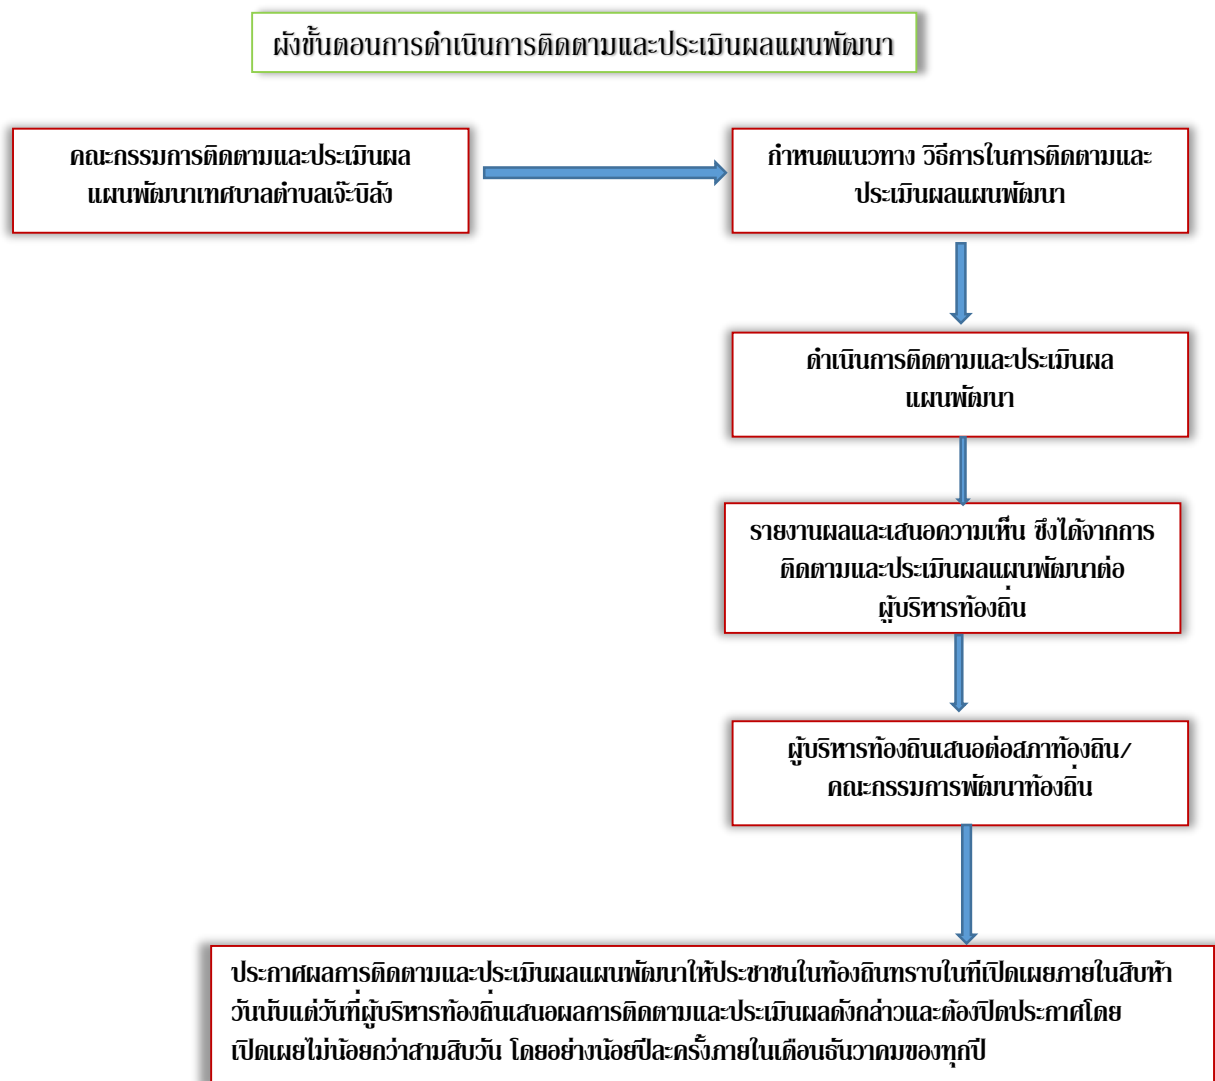 ผังขั้นตอนการดำเนินการติดตามและประเมินผลแผนพัฒนา
คณะกรรมการติดตามและประเมินผล
แผนพัฒนาเทศบาลตำบลเจ๊ะบิลัง
กำหนดแนวทาง วิธีการในการติดตามและ
ประเมินผลแผนพัฒนา
ดำเนินการติดตามและประเมินผล
แผนพัฒนา
รายงานผลและเสนอความเห็น ซึ่งได้จากการ
ติดตามและประเมินผลแผนพัฒนาต่อ
ผู้บริหารท้องถิ่น
ผู้บริหารท้องถิ่นเสนอต่อสภาท้องถิ่น/
คณะกรรมการพัฒนาท้องถิ่น
ประกาศผลการติดตามและประเมินผลแผนพัฒนาให้ประชาชนในท้องถิ่นทราบในที่เปิดเผยภายในสิบห้า
วันนับแต่วันที่ผู้บริหารท้องถิ่นเสนอผลการติดตามและประเมินผลดังกล่าวและต้องปิดประกาศโดย
เปิดเผยไม่น้อยกว่าสามสิบวัน โดยอย่างน้อยปีละครั้งภายในเดือนธันวาคมของทุกปี